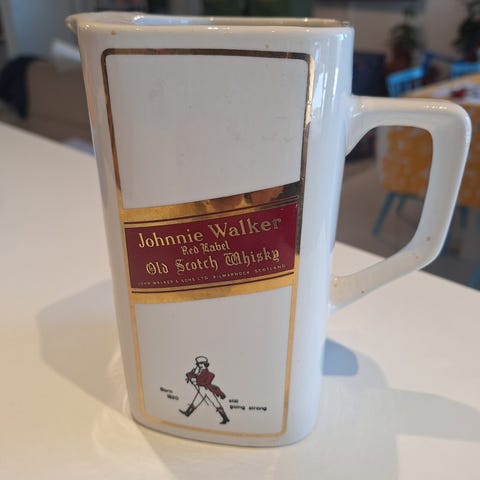 Johnnie Walker
Red Label
Old Scotch Whisky
JOHN WALKER & SONS LTD. KILMARNOCK, SCOTLAND
Born
1820
still
going strong